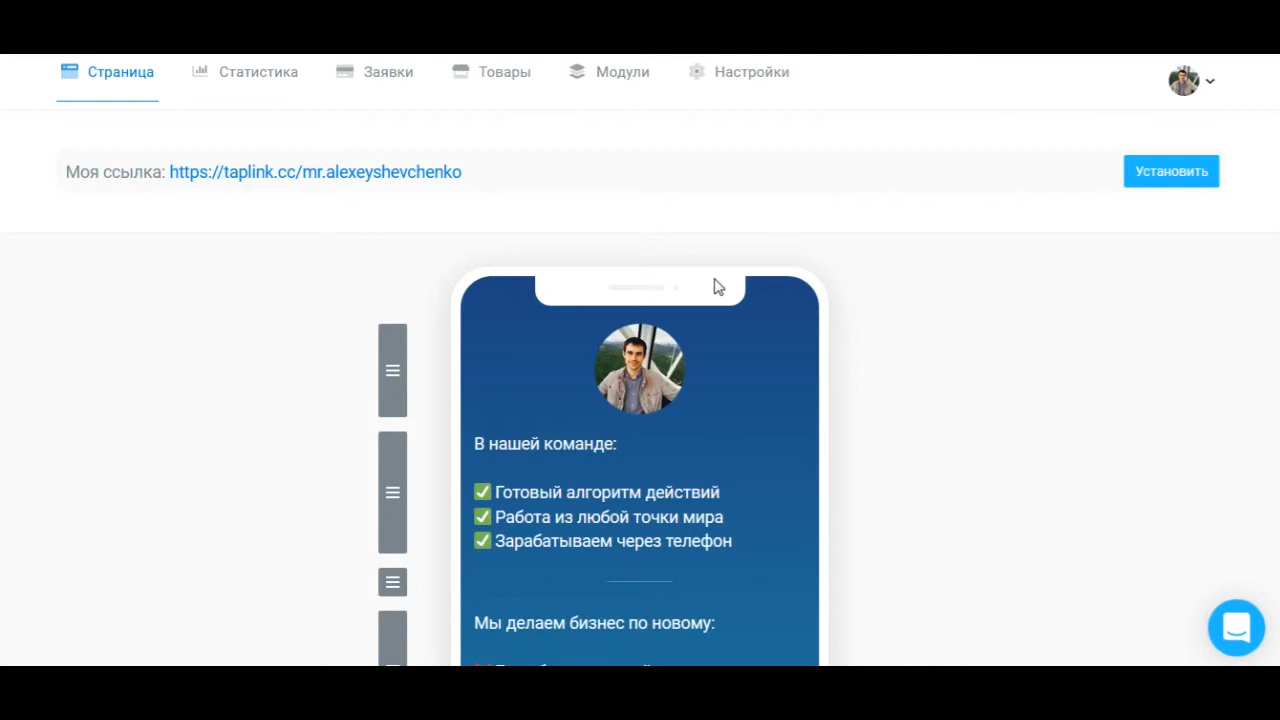 Страница
Статистика
Заявки
Товары
Модули
Настройки
Моя ссылка: https://taplink.cc/mr.alexeyshevchenko
Установить
В нашей команде:
✅ Готовый алгоритм действий
✅ Работа из любой точки мира
✅ Зарабатываем через телефон
Мы делаем бизнес по новому: